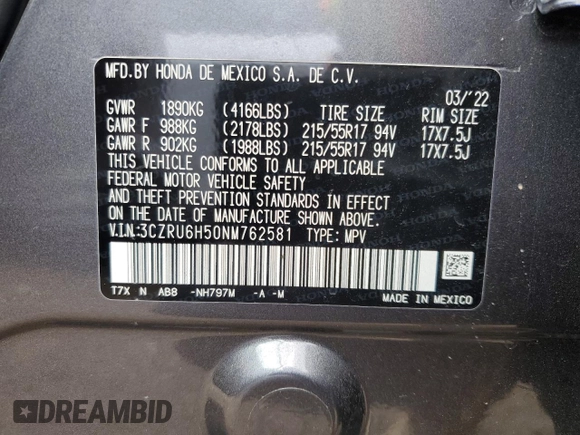 MFD. BY HONDA DE MEXICO S.A. DE C.V.
03/'22
GVWR 1890KG (4166LBS) TIRE SIZE RIM SIZE
GAWR F 988KG (2178LBS) 215/55R17 94V 17X7.5J
GAWR R 902KG (1988LBS) 215/55R17 94V 17X7.5J
THIS VEHICLE CONFORMS TO ALL APPLICABLE
FEDERAL MOTOR VEHICLE SAFETY
AND THEFT PREVENTION STANDARDS IN EFFECT
ON THE DATE OF MANUFACTURE SHOWN ABOVE.
V.I.N.:3CZRU6H50NM762581 TYPE: MPV
T7X N AB8 -NH797M -A -M
MADE IN MEXICO
DREAMBID